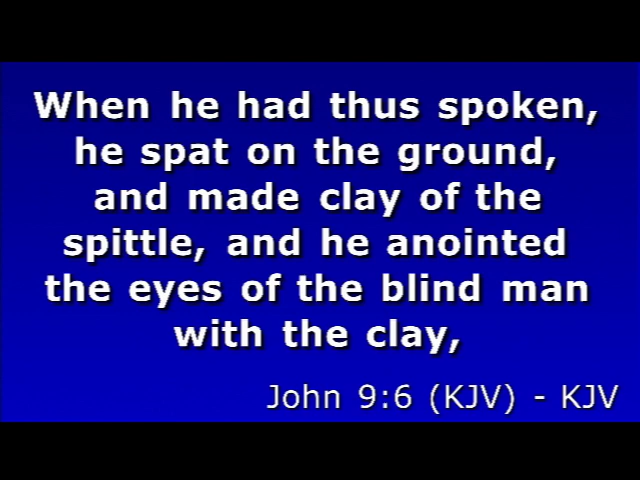 When he had thus spoken,
he spat on the ground,
and made clay of the
spittle, and he anointed
the eyes of the blind man
with the clay,
John 9:6 (KJV) - KJV